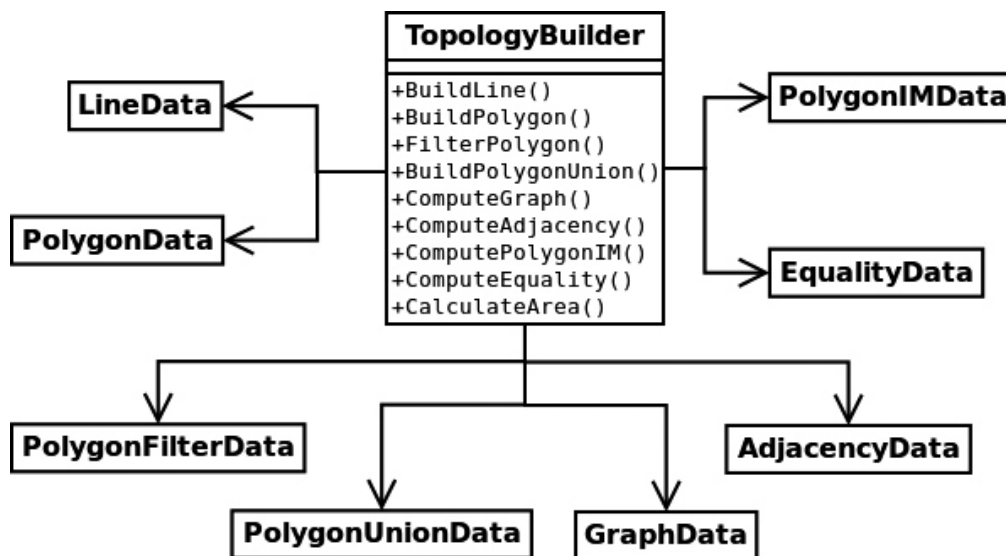 TopologyBuilder
+BuildLine()
+BuildPolygon()
+FilterPolygon()
+BuildPolygonUnion()
+ComputeGraph()
+ComputeAdjacency()
+ComputePolygonIM()
+ComputeEquality()
+CalculateArea()
LineData
PolygonData
PolygonIMData
EqualityData
PolygonFilterData
PolygonUnionData
GraphData
AdjacencyData